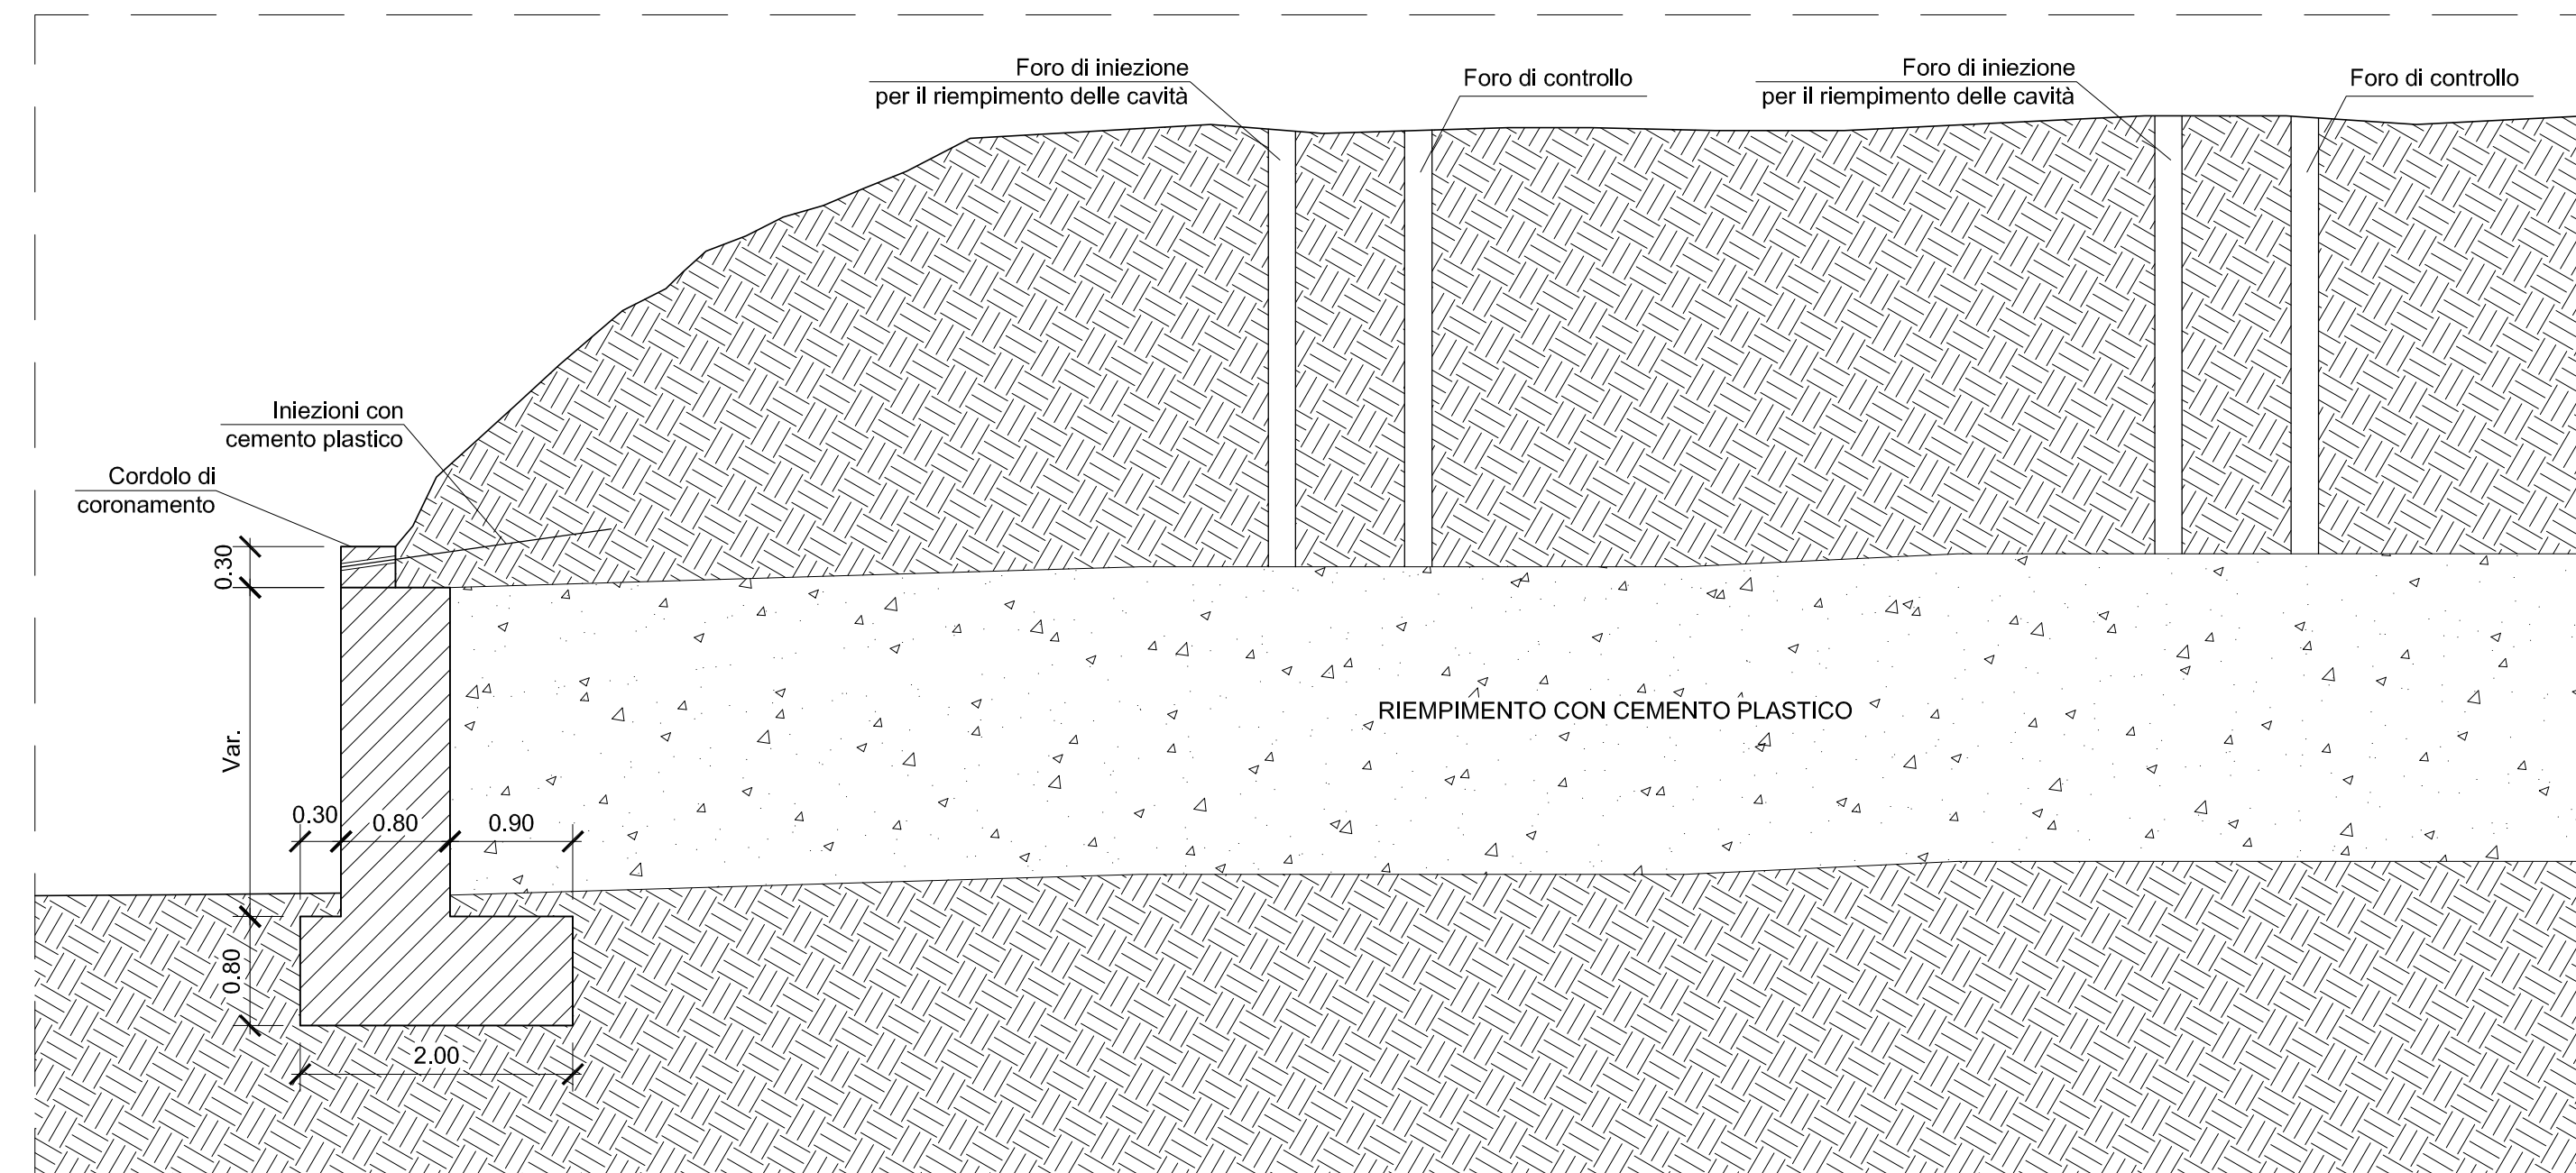 Foro di iniezione
per il riempimento delle cavità
Foro di controllo
Foro di iniezione
per il riempimento delle cavità
Foro di controllo
Iniezioni con
cemento plastico
Cordolo di
coronamento
0.30
Var.
RIEMPIMENTO CON CEMENTO PLASTICO
0.30
0.80
0.90
0.80
2.00